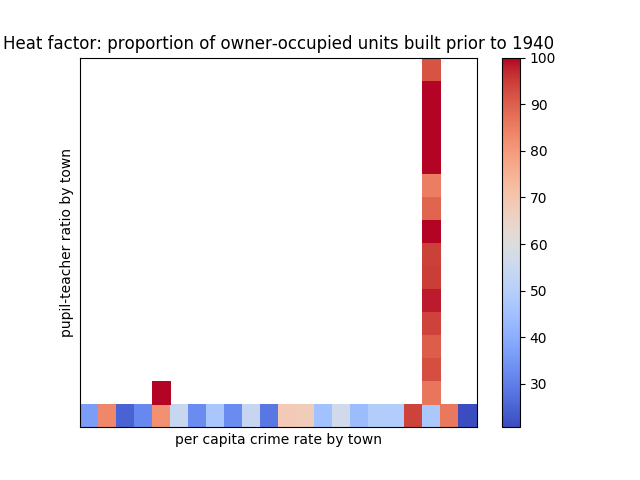 Heat factor: proportion of owner-occupied units built prior to 1940
100
90
80
70
60
50
40
30
pupil-teacher ratio by town
per capita crime rate by town